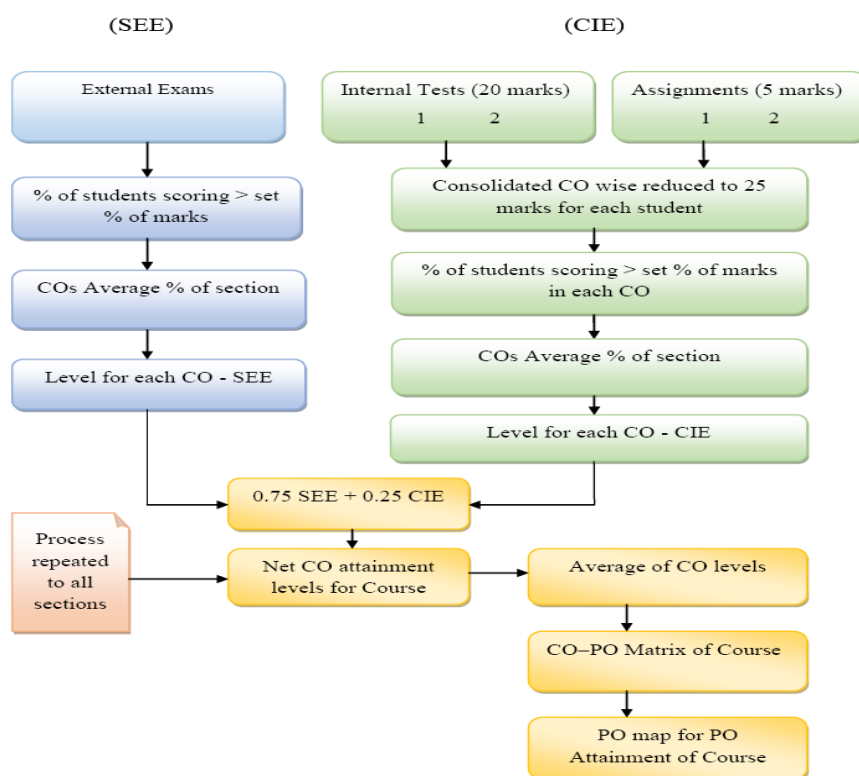 (SEE)
(CIE)
External Exams
Internal Tests (20 marks)
1 2
Assignments (5 marks)
1 2
% of students scoring > set
% of marks
Consolidated CO wise reduced to 25
marks for each student
COs Average % of section
% of students scoring > set % of marks
in each CO
Level for each CO - SEE
COs Average % of section
Level for each CO - CIE
0.75 SEE + 0.25 CIE
Process
repeated
to all
sections
Net CO attainment
levels for Course
Average of CO levels
CO–PO Matrix of Course
PO map for PO
Attainment of Course